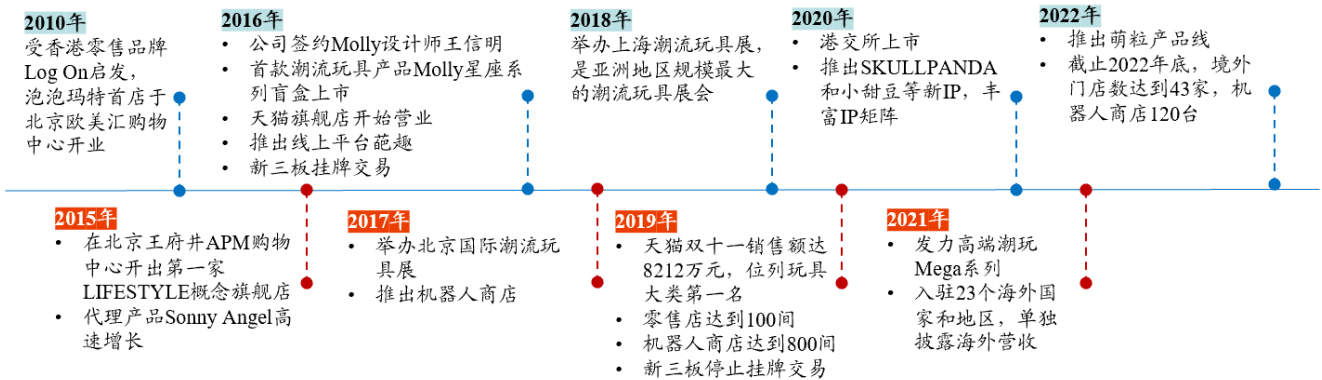 2010年
受香港零售品牌
Log On启发，
泡泡玛特首店于
北京欧美汇购物
中心开业
2016年
• 公司签约Molly设计师王信明
• 首款潮流玩具产品Molly星座系
列盲盒上市
• 天猫旗舰店开始营业
• 推出线上平台葩趣
• 新三板挂牌交易
2018年
举办上海潮流玩具展，
是亚洲地区规模最大
的潮流玩具展会
2020年
• 港交所上市
• 推出SKULLPANDA
和小甜豆等新IP，丰
富IP矩阵
2022年
• 推出萌粒产品线
• 截止2022年底，境外
门店数达到43家，机
器人商店120台
2015年
• 在北京王府井APM购物
中心开出第一家
LIFESTYLE概念旗舰店
• 代理产品Sonny Angel高
速增长
2017年
• 举办北京国际潮流玩
具展
• 推出机器人商店
2019年
• 天猫双十一销售额达
8212万元，位列玩具
大类第一名
• 零售店达到100间
• 机器人商店达到800间
• 新三板停止挂牌交易
2021年
• 发力高端潮玩
Mega系列
• 入驻23个海外国
家和地区，单独
披露海外营收